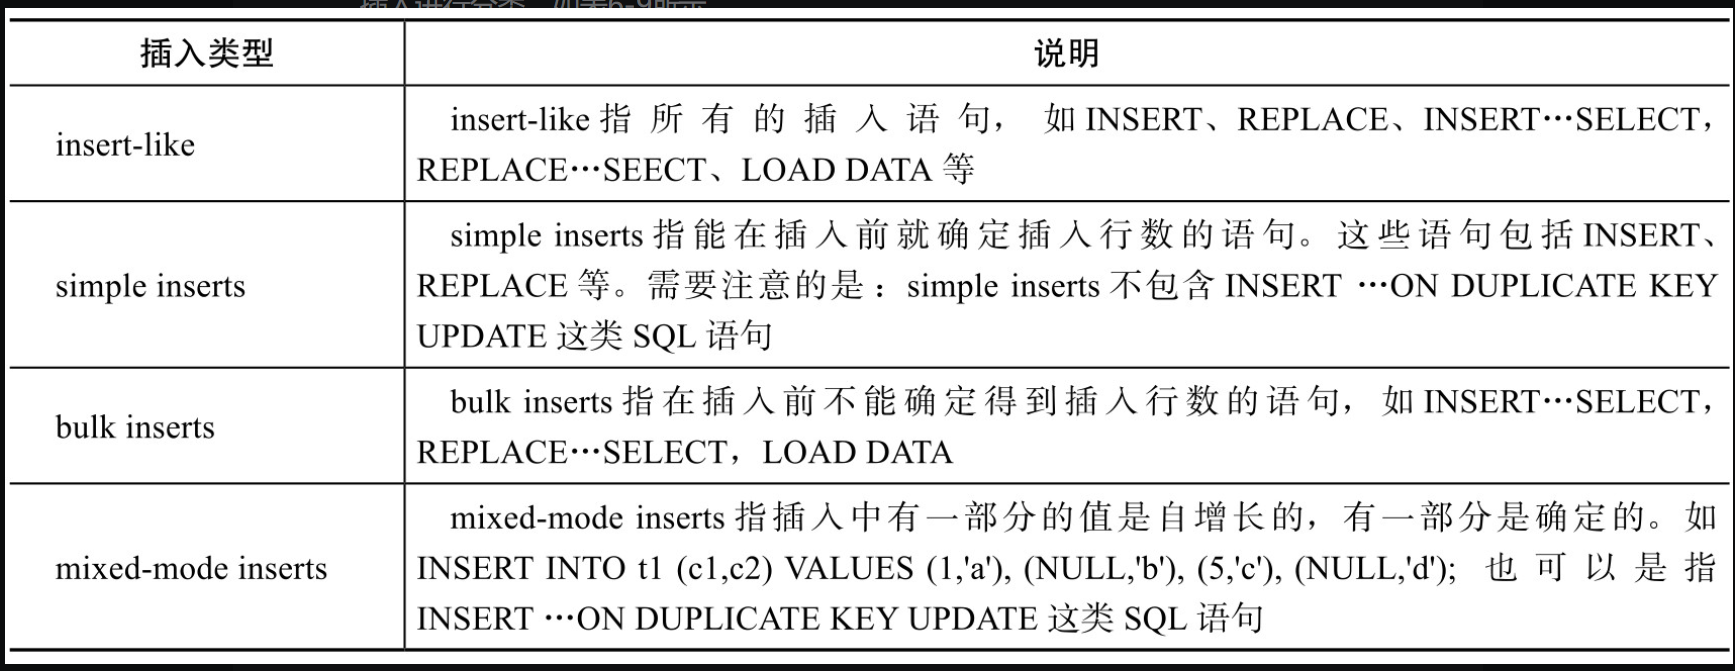 插入类型 说明
insert-like
insert-like 指所有的插入语句，如 INSERT、REPLACE、INSERT…SELECT，
REPLACE…SEECT、LOAD DATA 等
simple inserts
simple inserts 指能在插入前就确定插入行数的语句。这些语句包括 INSERT、
REPLACE 等。需要注意的是：simple inserts 不包含 INSERT …ON DUPLICATE KEY
UPDATE 这类 SQL 语句
bulk inserts
bulk inserts 指在插入前不能确定得到插入行数的语句，如 INSERT…SELECT，
REPLACE…SELECT，LOAD DATA
mixed-mode inserts
mixed-mode inserts 指插入中有一部分的值是自增长的，有一部分是确定的。如
INSERT INTO t1 (c1,c2) VALUES (1,'a'), (NULL,'b'), (5,'c'), (NULL,'d'); 也可以是指
INSERT …ON DUPLICATE KEY UPDATE 这类 SQL 语句